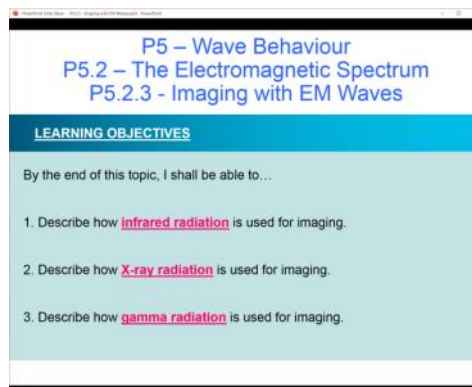 P5 – Wave Behaviour
P5.2 – The Electromagnetic Spectrum
P5.2.3 - Imaging with EM Waves
LEARNING OBJECTIVES
By the end of this topic, I shall be able to…
1. Describe how infrared radiation is used for imaging.
2. Describe how X-ray radiation is used for imaging.
3. Describe how gamma radiation is used for imaging.